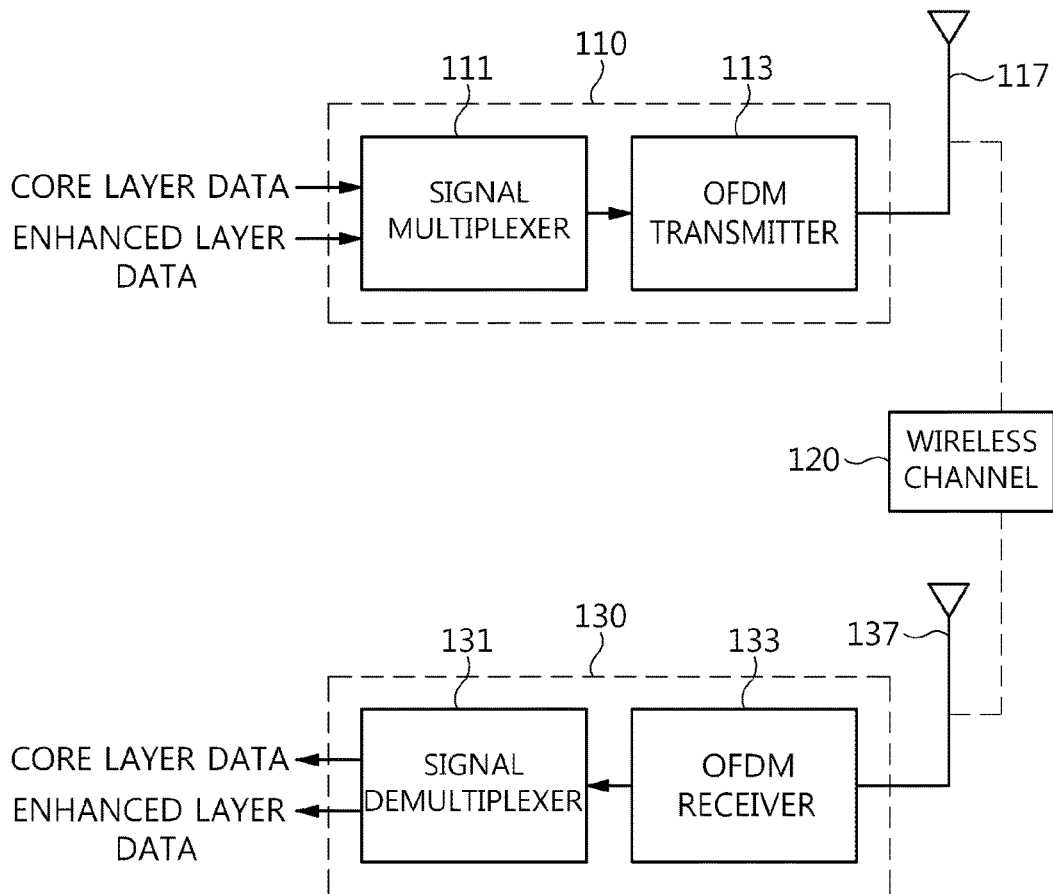 110
111
113
117
CORE LAYER DATA
ENHANCED LAYER
DATA
SIGNAL
MULTIPLEXER
OFDM
TRANSMITTER
120
WIRELESS
CHANNEL
130
131
133
137
CORE LAYER DATA
ENHANCED LAYER
DATA
SIGNAL
DEMULTIPLEXER
OFDM
RECEIVER